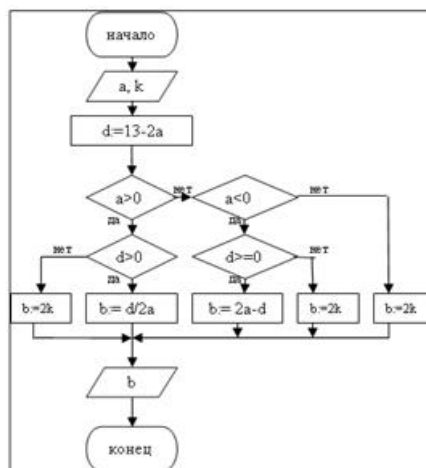 начало
a, k
d:=13-2a
a>0
нет
a<0
нет
да
да
нет
d>0
d>=0
нет
да
да
b:=2k
b:= d/2a
b:= 2a-d
b:=2k
b:=2k
b
конец